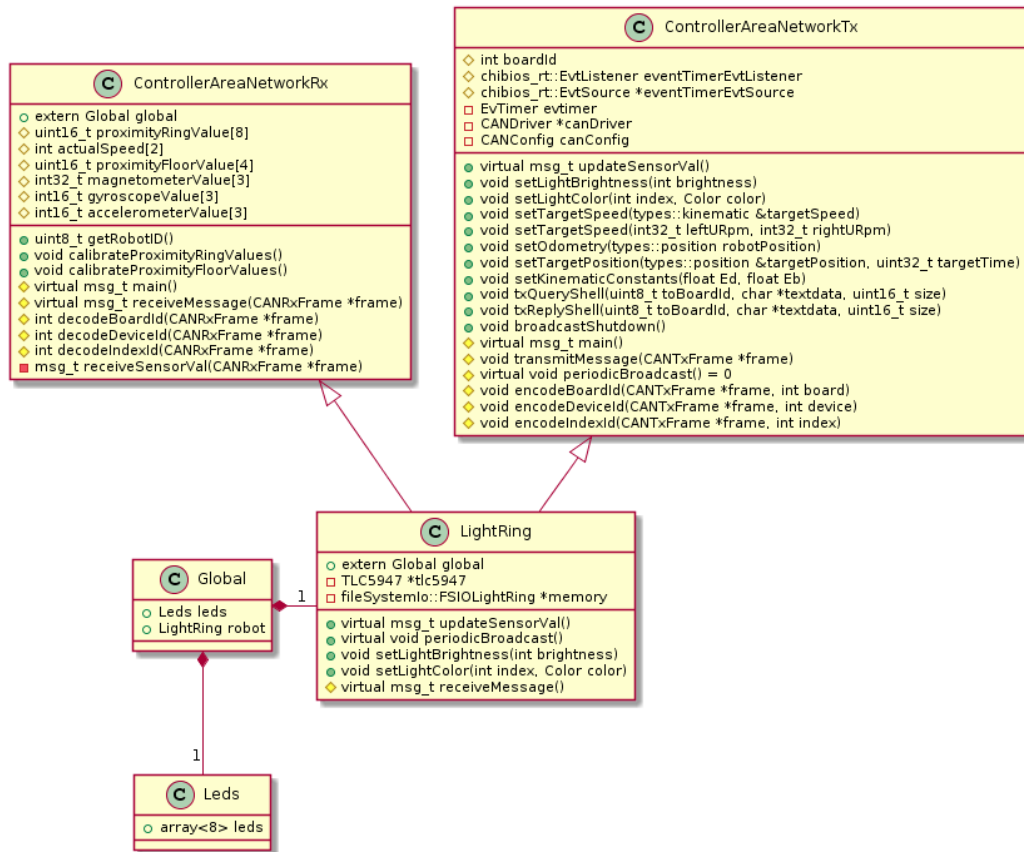 C ControllerAreaNetworkRx
extern Global global
uint16_t proximityRingValue[8]
int actualSpeed[2]
uint16_t proximityFloorValue[4]
int32_t magnetometerValue[3]
int16_t gyroscopeValue[3]
int16_t accelerometerValue[3]
uint8_t getRobotID()
void calibrateProximityRingValues()
void calibrateProximityFloorValues()
virtual msg_t main()
virtual msg_t receiveMessage(CANRxFrame *frame)
int decodeBoardId(CANRxFrame *frame)
int decodeDeviceId(CANRxFrame *frame)
int decodeIndexId(CANRxFrame *frame)
msg_t receiveSensorVal(CANRxFrame *frame)
C ControllerAreaNetworkTx
int boardId
chibios_rt::EvtListener eventTimerEvtListener
chibios_rt::EvtSource *eventTimerEvtSource
EvTimer evtimer
CANDriver *canDriver
CANConfig canConfig
virtual msg_t updateSensorVal()
void setLightBrightness(int brightness)
void setLightColor(int index, Color color)
void setTargetSpeed(types::kinematic &targetSpeed)
void setTargetSpeed(int32_t leftURpm, int32_t rightURpm)
void setOdometry(types::position robotPosition)
void setTargetPosition(types::position &targetPosition, uint32_t targetTime)
void setKinematicConstants(float Ed, float Eb)
void txQueryShell(uint8_t toBoardId, char *textdata, uint16_t size)
void txReplyShell(uint8_t toBoardId, char *textdata, uint16_t size)
void broadcastShutdown()
virtual msg_t main()
void transmitMessage(CANTxFrame *frame)
virtual void periodicBroadcast() = 0
void encodeBoardId(CANTxFrame *frame, int board)
void encodeDeviceId(CANTxFrame *frame, int device)
void encodeIndexId(CANTxFrame *frame, int index)
C LightRing
extern Global global
TLC5947 *tlc5947
fileSystemIo::FSIOLightRing *memory
virtual msg_t updateSensorVal()
virtual void periodicBroadcast()
void setLightBrightness(int brightness)
void setLightColor(int index, Color color)
virtual msg_t receiveMessage()
C Global
Leds leds
LightRing robot
1
1
C Leds
array<8> leds